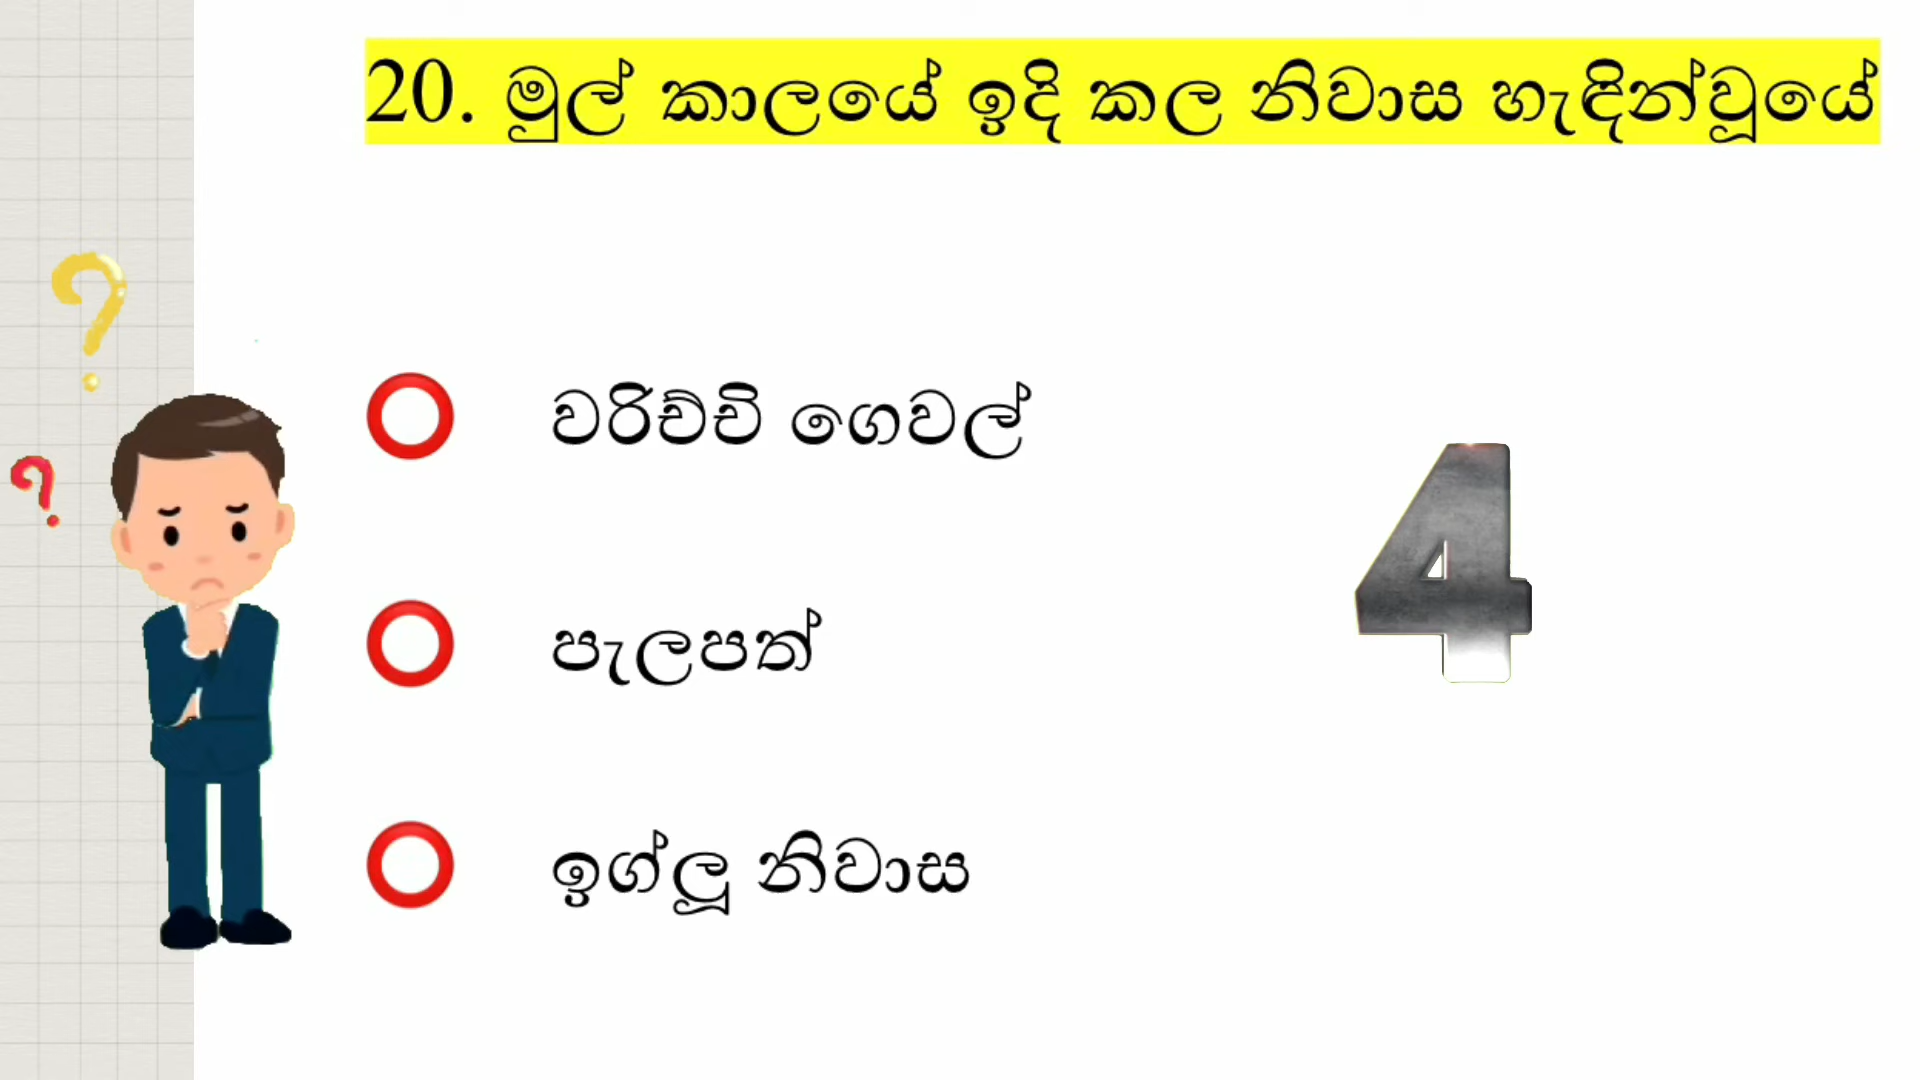 20. මුල් කාලයේ ඉදි කල නිවාස හැඳින්වූයේ
වරිච්චි ගෙවල්
4
පැලපත්
ඉග්ලූ නිවාස